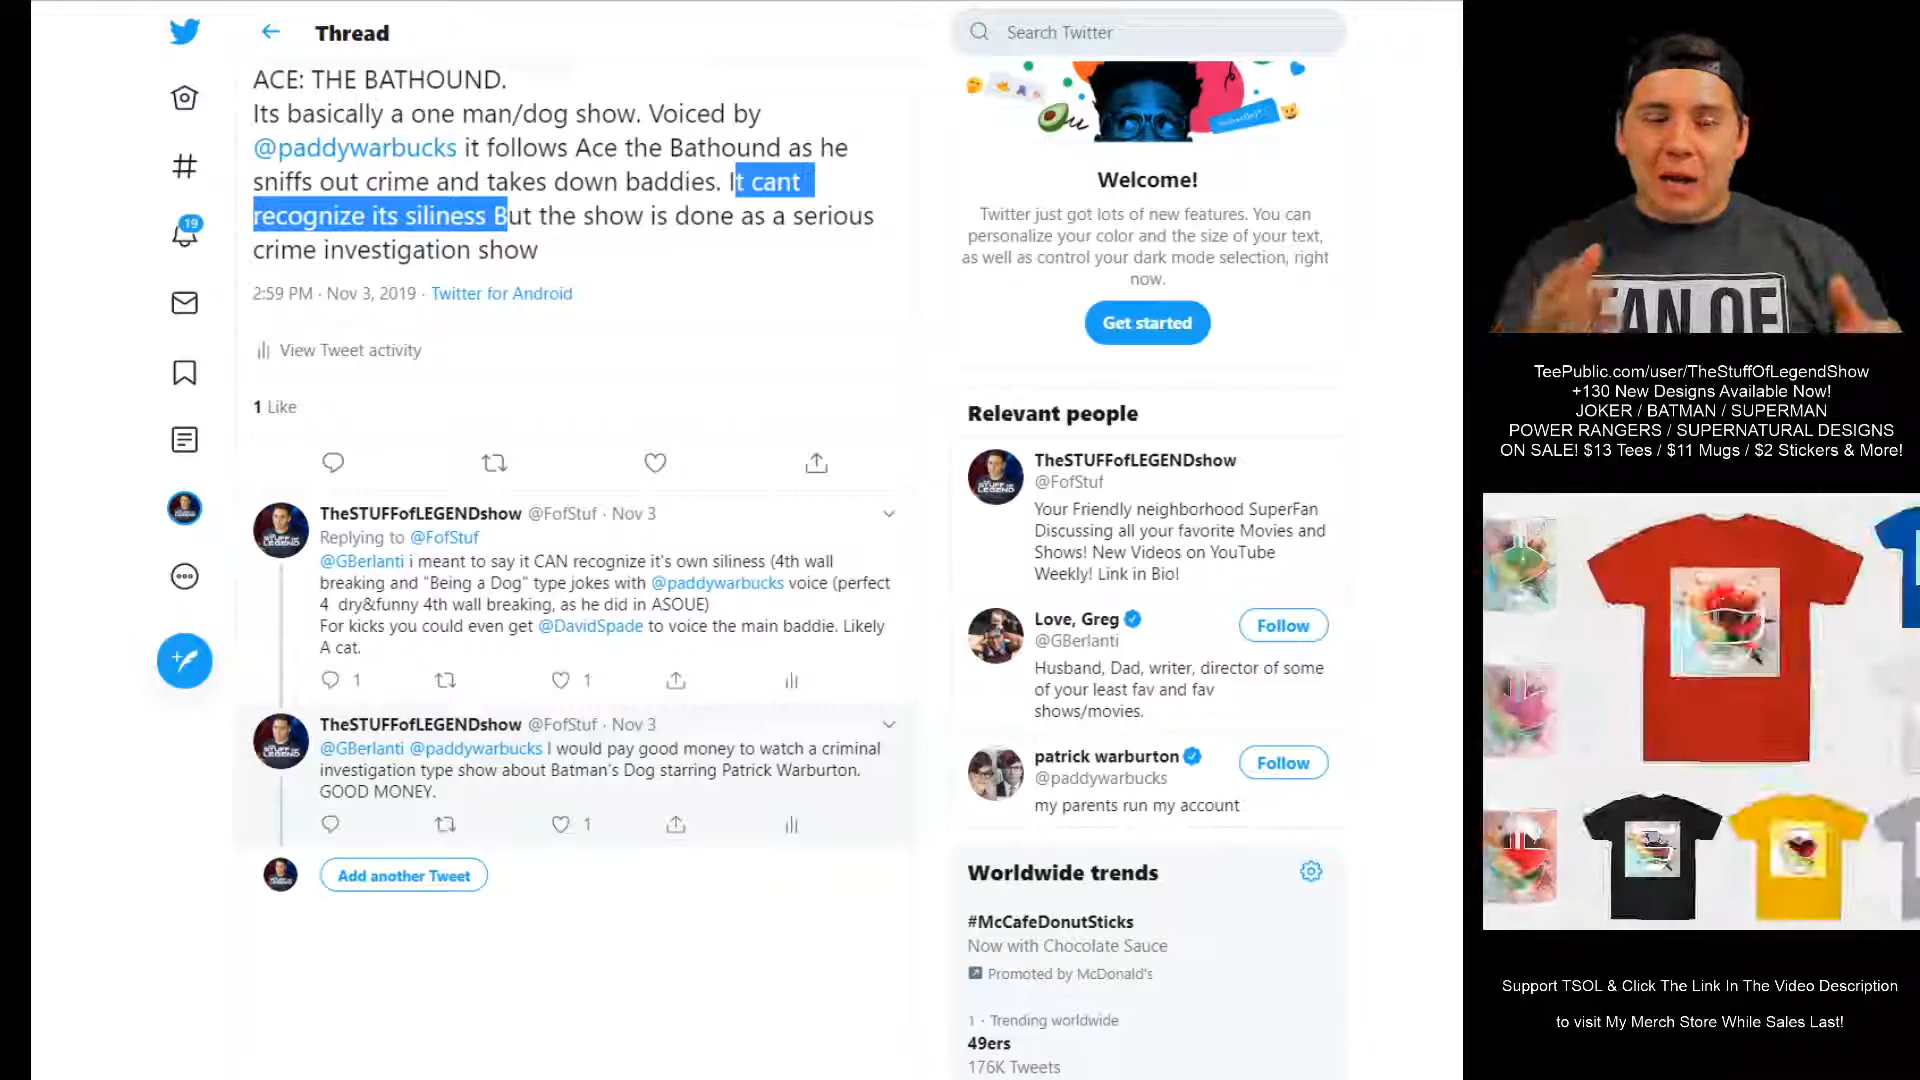 Thread
ACE: THE BATHOUND.
Its basically a one man/dog show. Voiced by
@paddywarbucks it follows Ace the Bathound as he
sniffs out crime and takes down baddies. It cant
recognize its siliness But the show is done as a serious
crime investigation show
2:59 PM · Nov 3, 2019 · Twitter for Android
View Tweet activity
1 Like
19
TheSTUFFofLEGENDshow @FofStuf · Nov 3
Replying to @FofStuf
@GBerlanti i meant to say it CAN recognize it's own siliness (4th wall
breaking and "Being a Dog" type jokes with @paddywarbucks voice (perfect
4 dry&funny 4th wall breaking, as he did in ASOUE)
For kicks you could even get @DavidSpade to voice the main baddie. Likely
A cat.
1
1
TheSTUFFofLEGENDshow @FofStuf · Nov 3
@GBerlanti @paddywarbucks I would pay good money to watch a criminal
investigation type show about Batman's Dog starring Patrick Warburton.
GOOD MONEY.
1
Add another Tweet
Search Twitter
Welcome!
Twitter just got lots of new features. You can
personalize your color and the size of your text,
as well as control your dark mode selection, right
now.
Get started
Relevant people
TheSTUFFofLEGENDshow
@FofStuf
Your Friendly neighborhood SuperFan
Discussing all your favorite Movies and
Shows! New Videos on YouTube
Weekly! Link in Bio!
Love, Greg
@GBerlanti
Follow
Husband, Dad, writer, director of some
of your least fav and fav
shows/movies.
patrick warburton
@paddywarbucks
Follow
my parents run my account
Worldwide trends
#McCafeDonutSticks
Now with Chocolate Sauce
Promoted by McDonald's
1 · Trending worldwide
49ers
176K Tweets
FAN OF
TeePublic.com/user/TheStuffOfLegendShow
+130 New Designs Available Now!
JOKER / BATMAN / SUPERMAN
POWER RANGERS / SUPERNATURAL DESIGNS
ON SALE! $13 Tees / $11 Mugs / $2 Stickers & More!
Support TSOL & Click The Link In The Video Description
to visit My Merch Store While Sales Last!